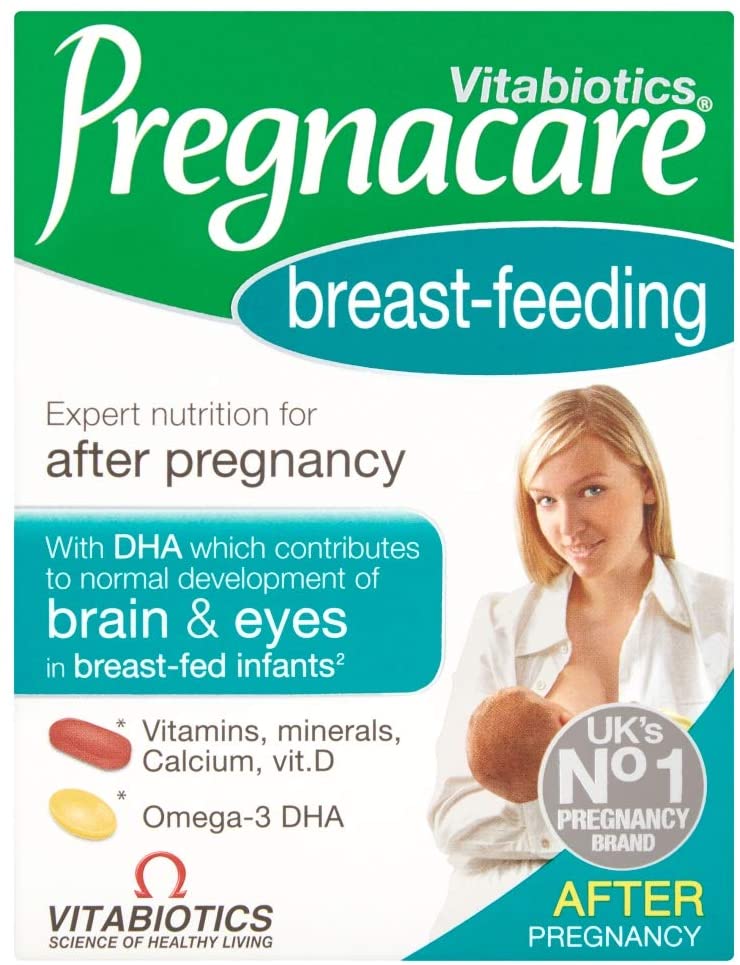 Vitabiotics®
Pregnacare
breast-feeding
Expert nutrition for
after pregnancy
With DHA which contributes
to normal development of
brain & eyes
in breast-fed infants²
* Vitamins, minerals,
Calcium, vit.D
* Omega-3 DHA
UK's
Nº1
PREGNANCY
BRAND
VITABIOTICS
SCIENCE OF HEALTHY LIVING
AFTER
PREGNANCY